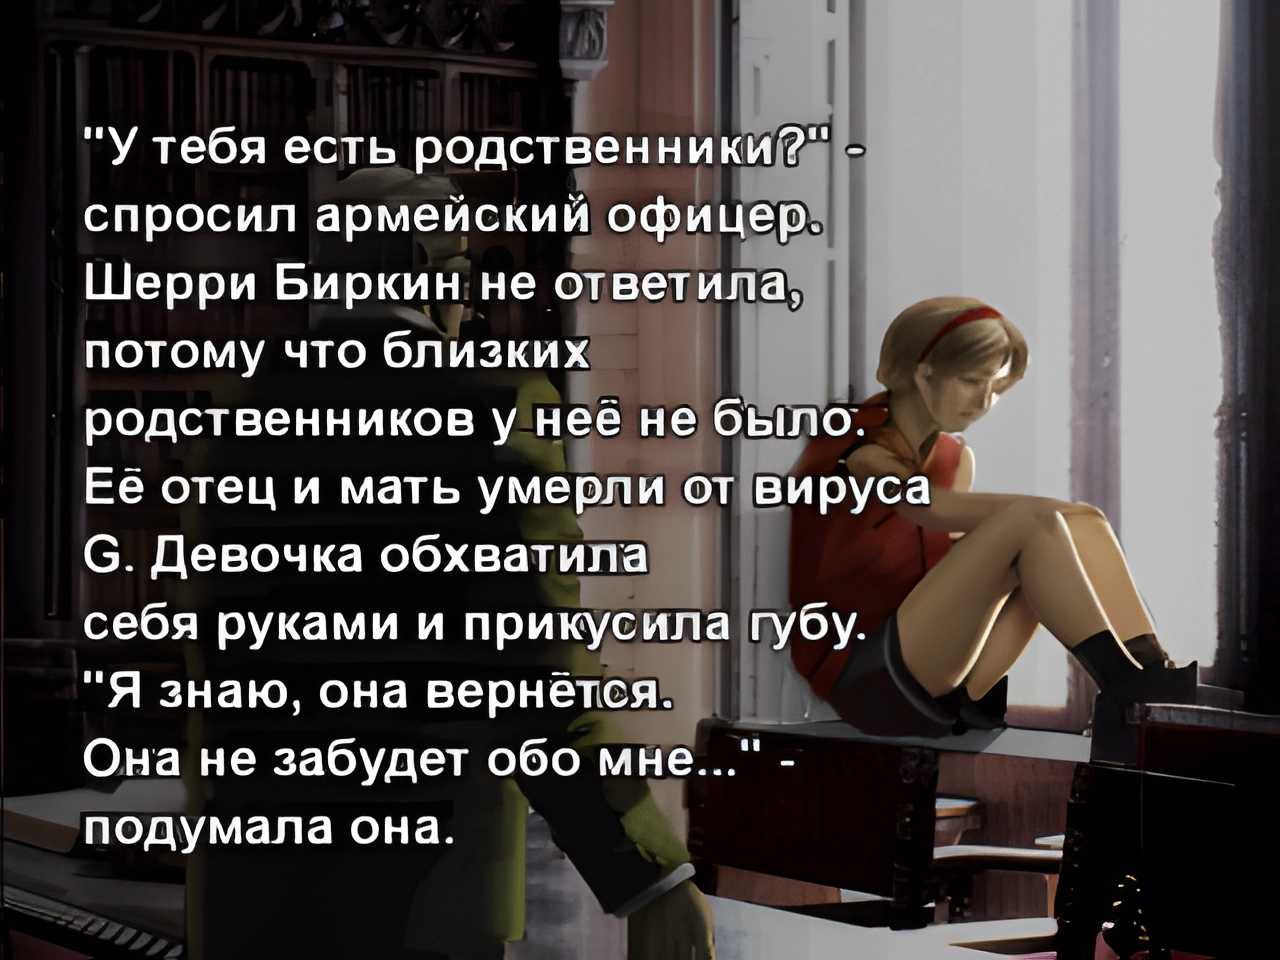 "У тебя есть родственники?" -
спросил армейский офицер.
Шерри Биркин не ответила,
потому что близких
родственников у неё не было.
Её отец и мать умерли от вируса
G. Девочка обхватила
себя руками и прикусила губу.
"Я знаю, она вернётся.
Она не забудет обо мне..." -
подумала она.